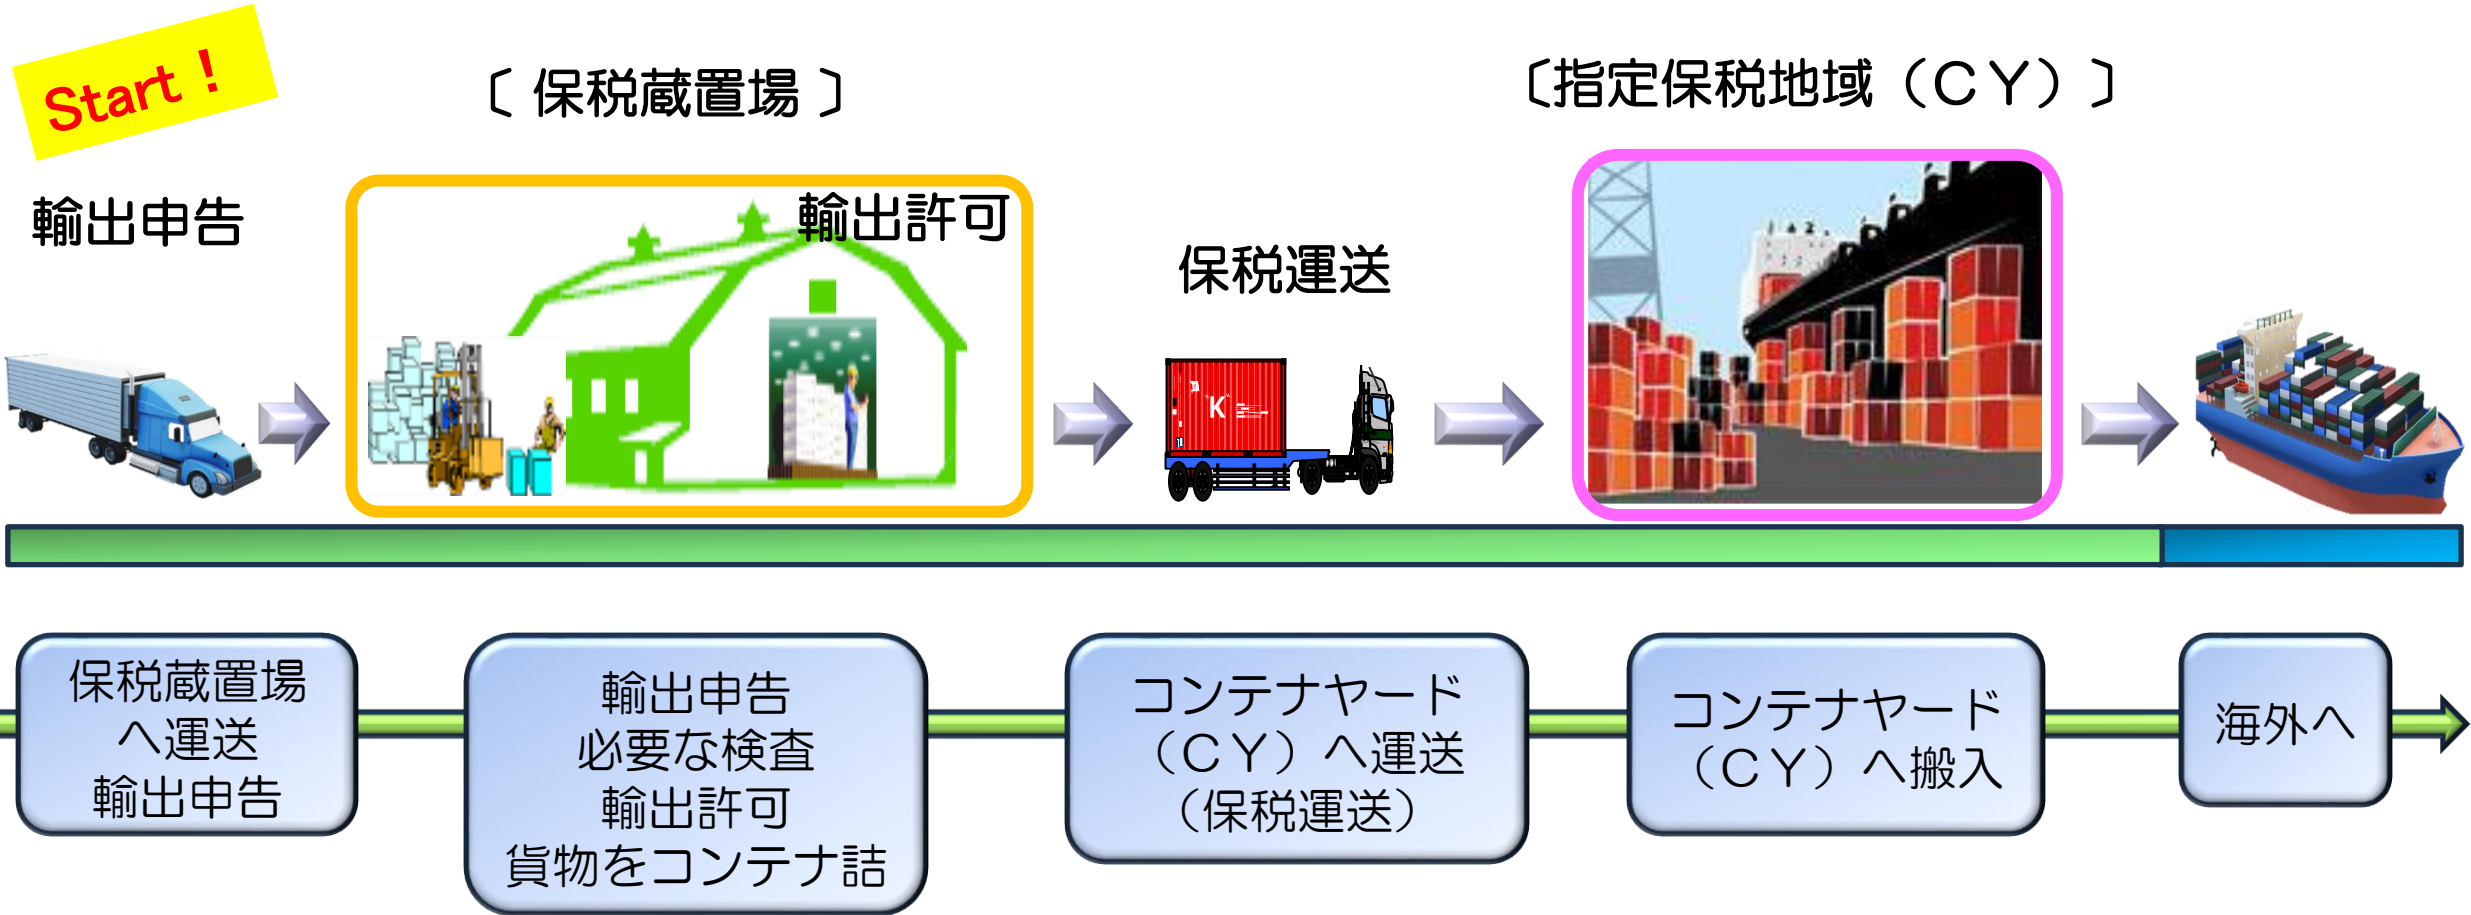 Start！
〔 保税蔵置場 〕
〔指定保税地域（ＣＹ）〕
輸出申告
輸出許可
保税運送
"K"
保税蔵置場
へ運送
輸出申告
輸出申告
必要な検査
輸出許可
貨物をコンテナ詰
コンテナヤード
（ＣＹ）へ運送
（保税運送）
コンテナヤード
（ＣＹ）へ搬入
海外へ